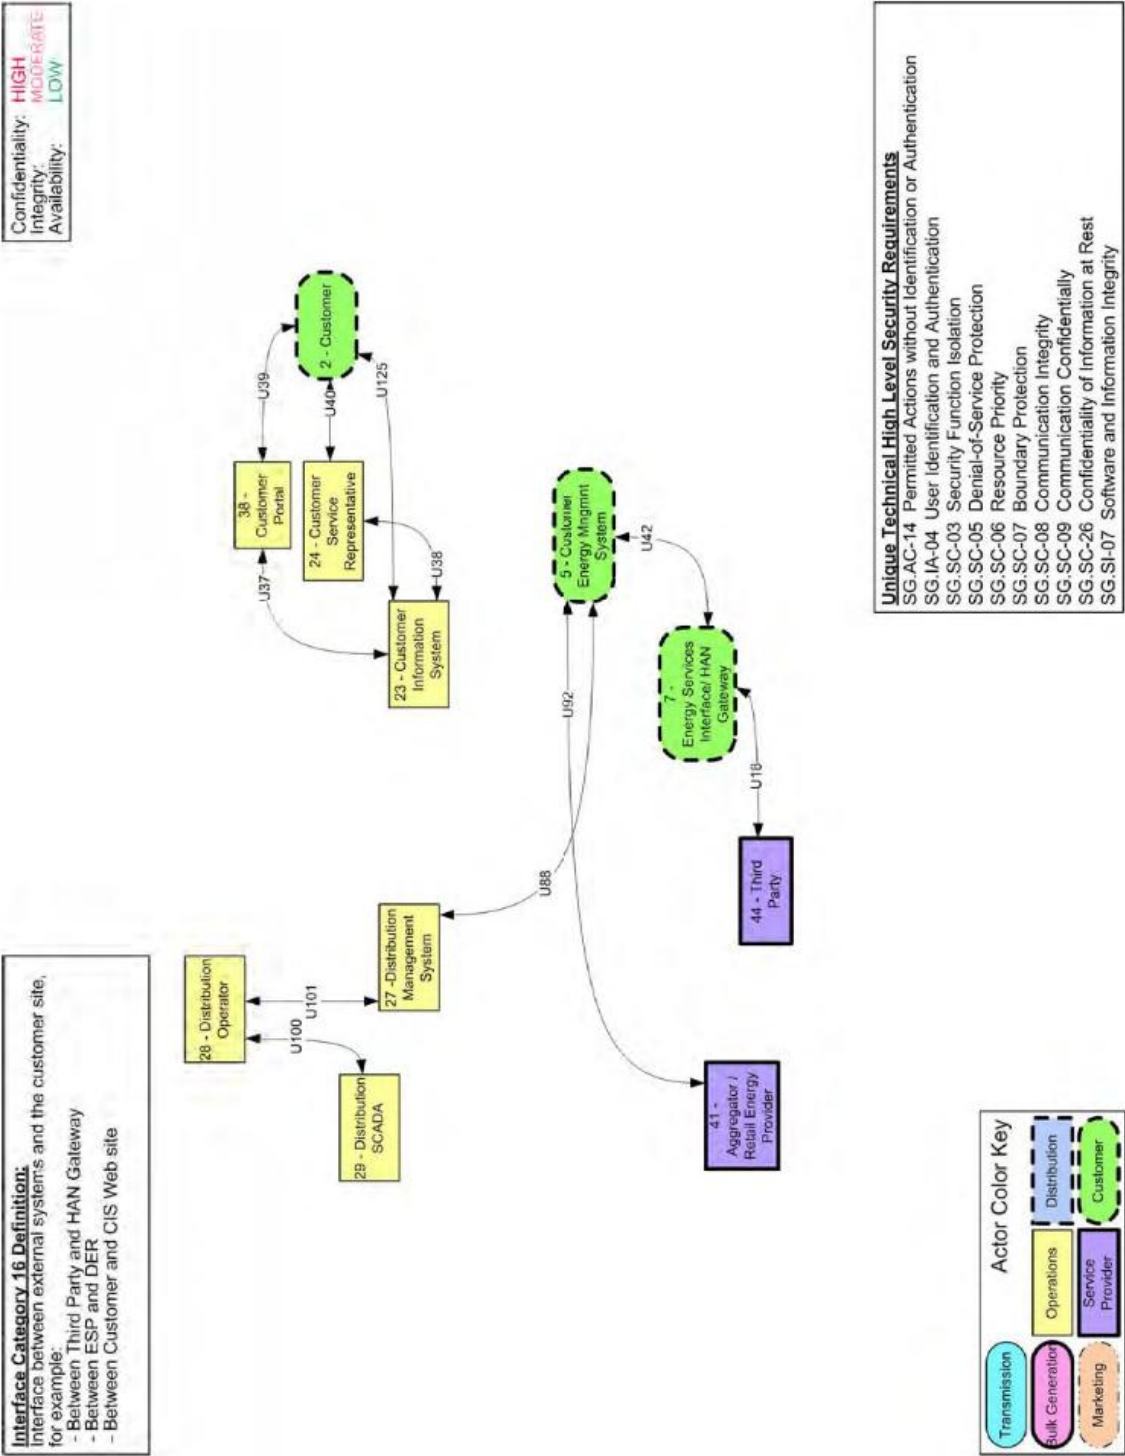 Interface Category 16 Definition:
Interface between external systems and the customer site,
for example:
- Between Third Party and HAN Gateway
- Between ESP and DER
- Between Customer and CIS Web site
Confidentiality: HIGH
Integrity: MODERATE
Availability: LOW
28 - Distribution
Operator
U100
U101
29 - Distribution
SCADA
27 -Distribution
Management
System
38 -
Customer
Portal
U39
2 - Customer
24 - Customer
Service
Representative
U40
U125
U37
U38
23 - Customer
Information
System
U88
U92
5 - Customer
Energy Mngmnt
System
U42
7 -
Energy Services
Interface/ HAN
Gateway
U18
44 - Third
Party
41 -
Aggregator /
Retail Energy
Provider
Actor Color Key
Transmission
Bulk Generation
Operations
Distribution
Marketing
Service
Provider
Customer
Unique Technical High Level Security Requirements
SG.AC-14 Permitted Actions without Identification or Authentication
SG.IA-04 User Identification and Authentication
SG.SC-03 Security Function Isolation
SG.SC-05 Denial-of-Service Protection
SG.SC-06 Resource Priority
SG.SC-07 Boundary Protection
SG.SC-08 Communication Integrity
SG.SC-09 Communication Confidentially
SG.SC-26 Confidentiality of Information at Rest
SG.SI-07 Software and Information Integrity